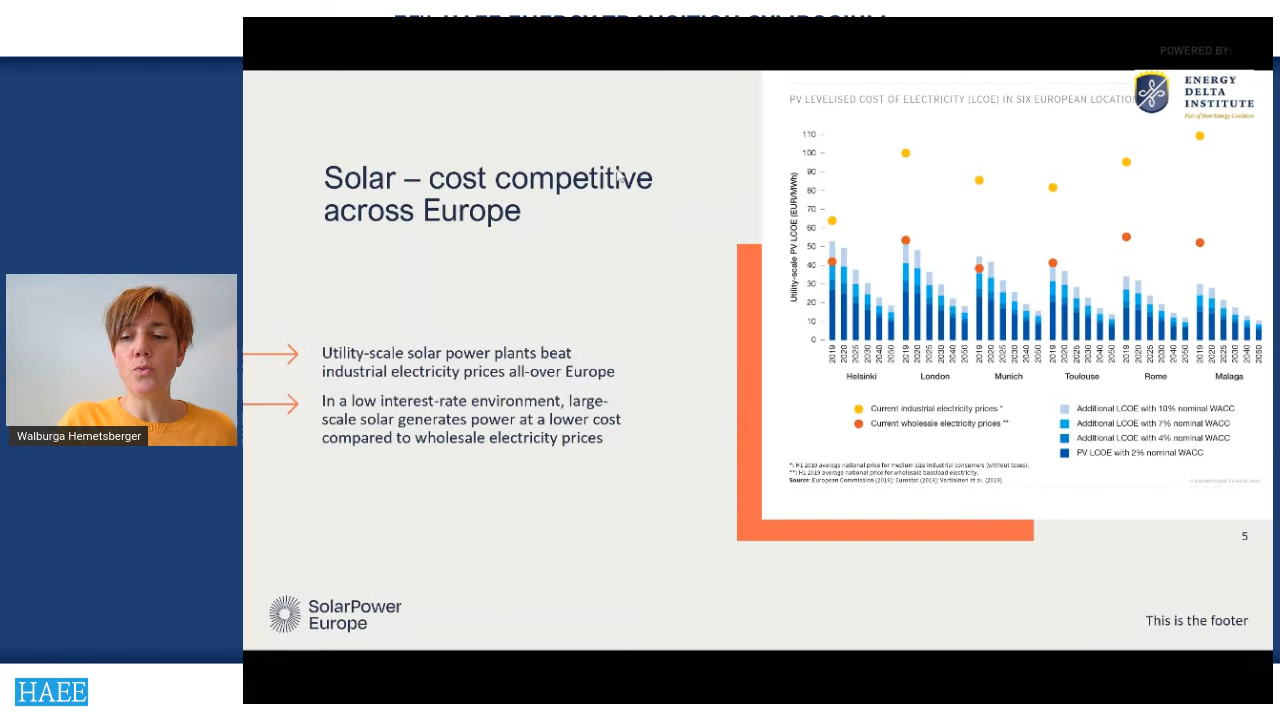 HAEE ENERGY TRANSITION SYMPOSIUM
POWERED BY:
ENERGY
DELTA
INSTITUTE
Part of New Energy Coalition
PV LEVELISED COST OF ELECTRICITY (LCOE) IN SIX EUROPEAN LOCATIO
Solar – cost competitive
across Europe
Utility-scale solar power plants beat
industrial electricity prices all-over Europe
In a low interest-rate environment, large-
scale solar generates power at a lower cost
compared to wholesale electricity prices
Utility-scale PV LCOE (EUR/MWh)
110
100
90
80
70
60
50
40
30
20
10
0
2019 2020 2025 2030 2040 2050 2019 2020 2025 2030 2040 2050 2019 2020 2025 2030 2040 2050 2019 2020 2025 2030 2040 2050 2019 2020 2025 2030 2040 2050 2019 2020 2025 2030 2040 2050
Helsinki London Munich Toulouse Rome Malaga
Current industrial electricity prices *
Current wholesale electricity prices **
Additional LCOE with 10% nominal WACC
Additional LCOE with 7% nominal WACC
Additional LCOE with 4% nominal WACC
PV LCOE with 2% nominal WACC
*: H1 2019 average national price for medium size industrial consumers (without taxes).
**: H1 2019 average national price for wholesale baseload electricity.
Source: European Commission (2019); Eurostat (2019); Vartiainen et al. (2019).
Walburga Hemetsberger
5
SolarPower
Europe
This is the footer
HAEE